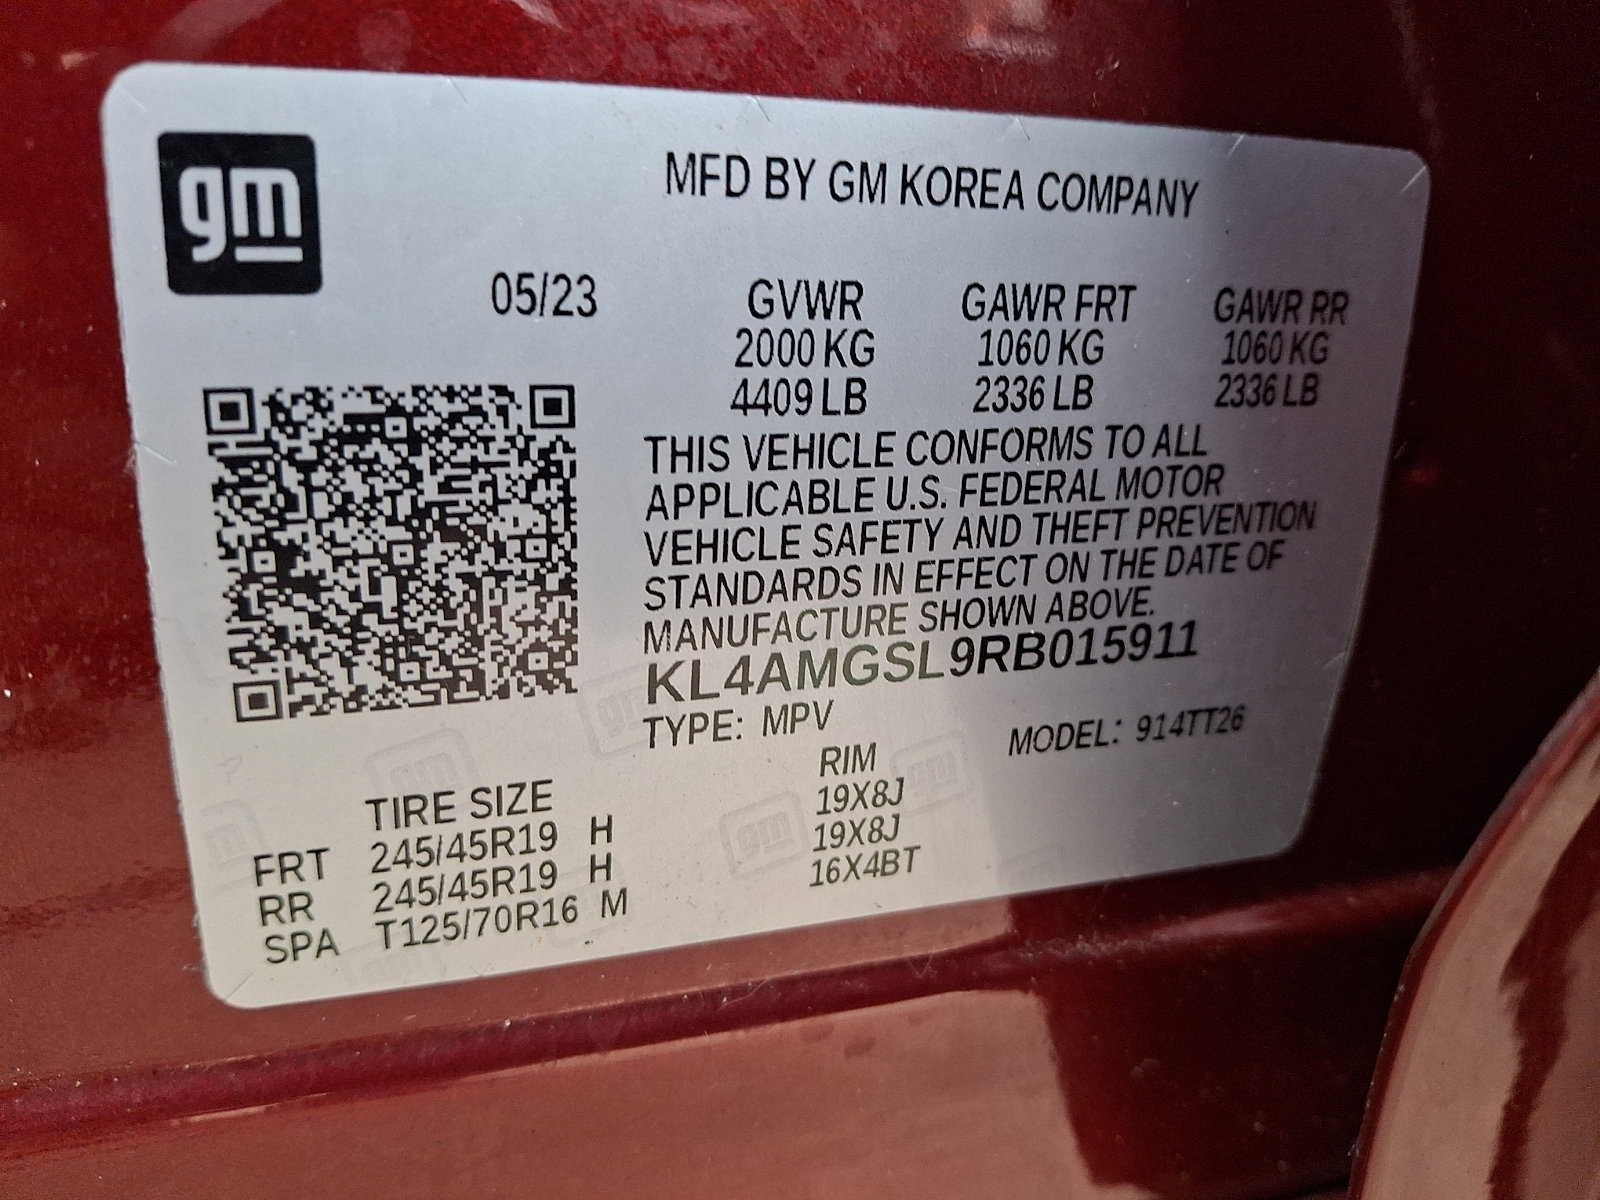 gm
MFD BY GM KOREA COMPANY
05/23 GVWR GAWR FRT GAWR RR
2000 KG 1060 KG 1060 KG
4409 LB 2336 LB 2336 LB
THIS VEHICLE CONFORMS TO ALL
APPLICABLE U.S. FEDERAL MOTOR
VEHICLE SAFETY AND THEFT PREVENTION
STANDARDS IN EFFECT ON THE DATE OF
MANUFACTURE SHOWN ABOVE.
KL4AMGSL9RB015911
TYPE: MPV MODEL: 914TT26
TIRE SIZE RIM
FRT 245/45R19 H 19X8J
RR 245/45R19 H 19X8J
SPA T125/70R16 M 16X4BT